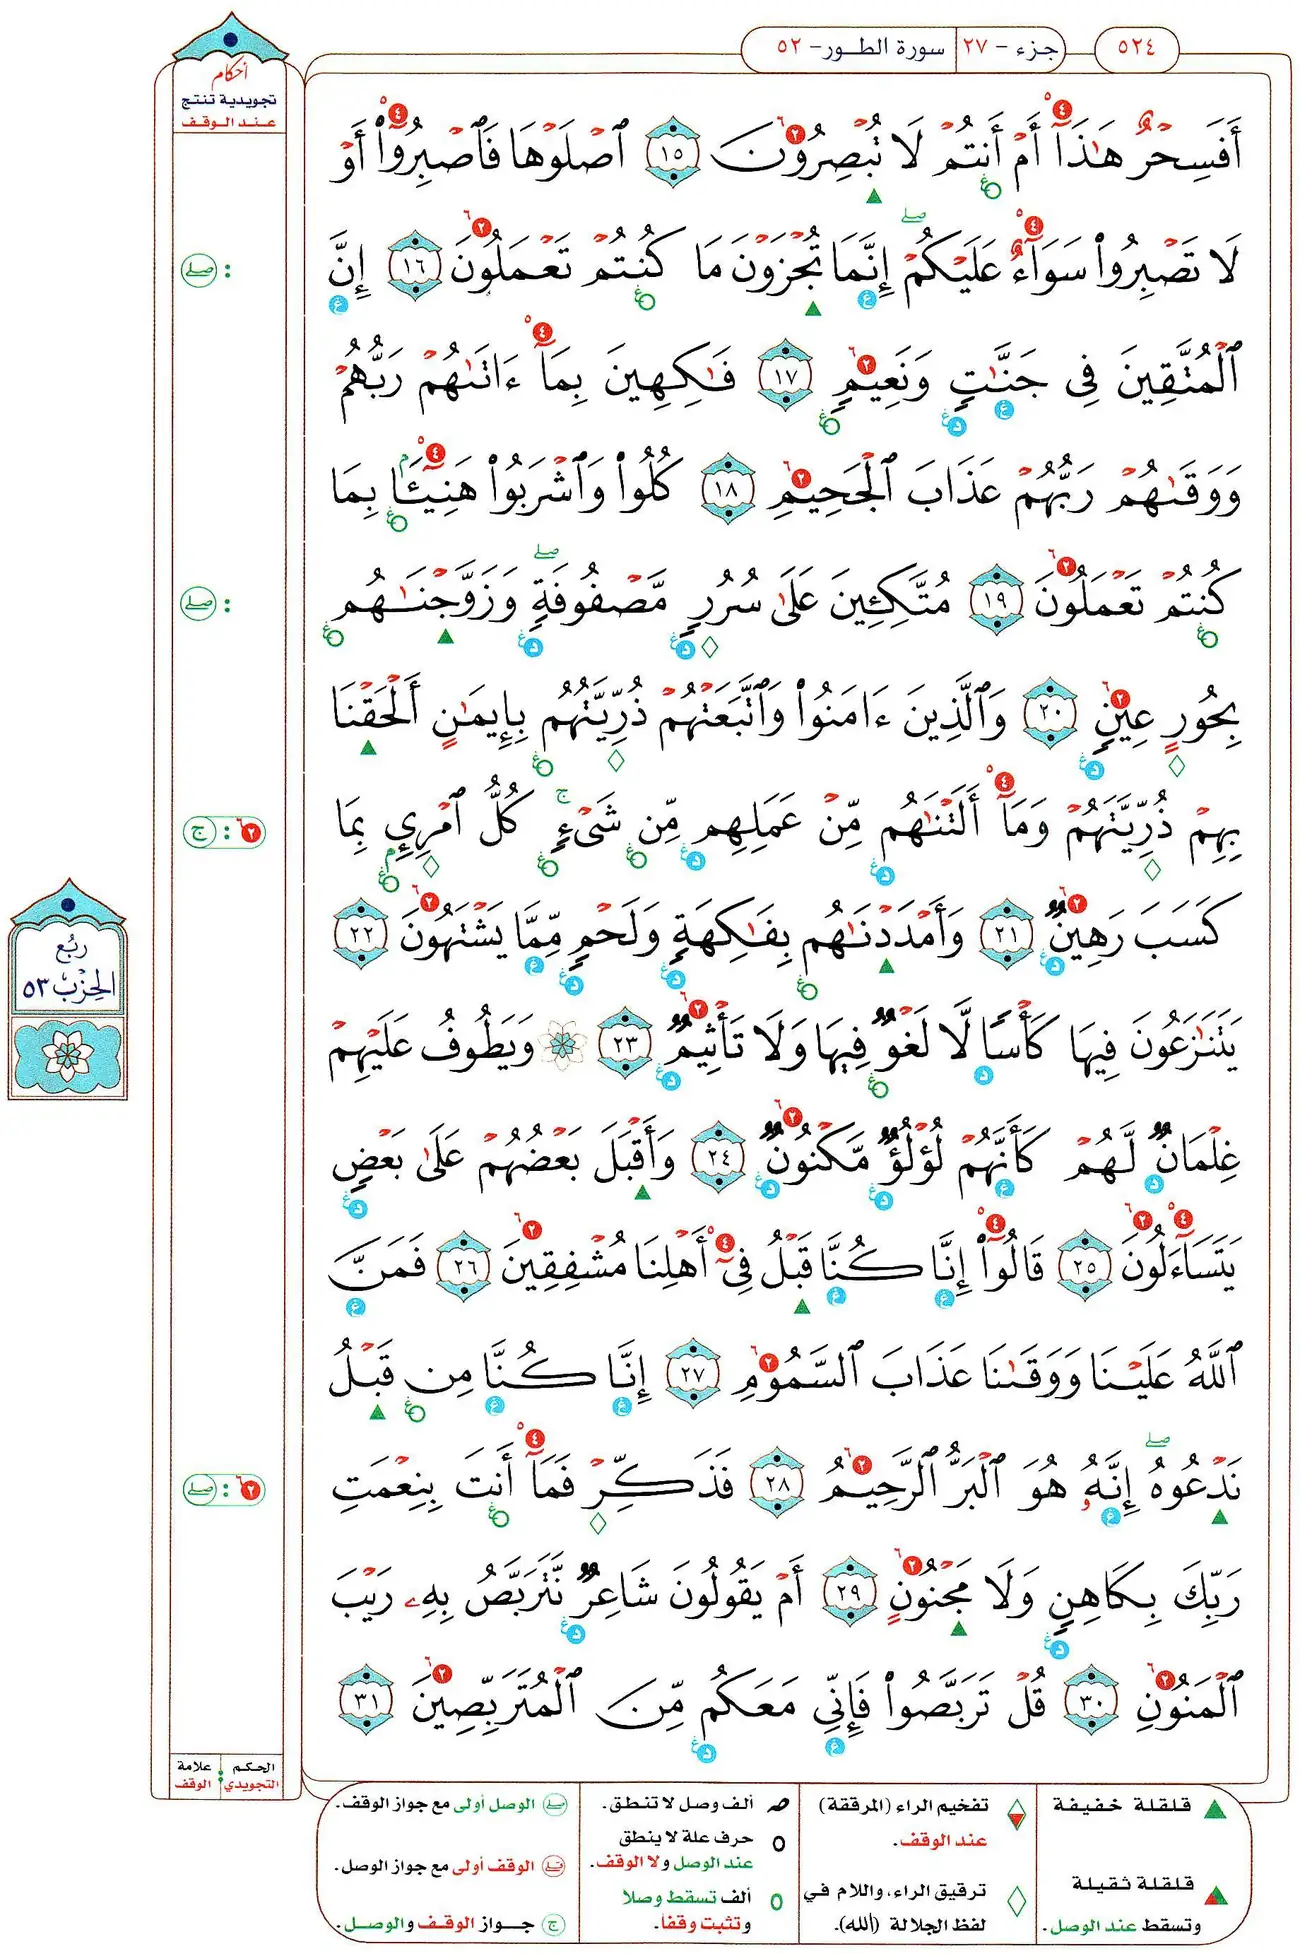 ٥٢٤
جزء - ٢٧ سورة الطور - ٥٢
أحكام
تجويدية تنتج
عند الوقف
أَفَسِحْرٌ هَٰذَآ أَمْ أَنتُمْ لَا تُبْصِرُونَ ١٥ ٱصْلَوْهَا فَٱصْبِرُوٓا۟ أَوْ
لَا تَصْبِرُوا۟ سَوَآءٌ عَلَيْكُمْ ۖ إِنَّمَا تُجْزَوْنَ مَا كُنتُمْ تَعْمَلُونَ ١٦ إِنَّ
ٱلْمُتَّقِينَ فِى جَنَّٰتٍ وَنَعِيمٍ ١٧ فَٰكِهِينَ بِمَآ ءَاتَىٰهُمْ رَبُّهُمْ
وَوَقَىٰهُمْ رَبُّهُمْ عَذَابَ ٱلْجَحِيمِ ١٨ كُلُوا۟ وَٱشْرَبُوا۟ هَنِيٓـًٔۢا بِمَا
كُنتُمْ تَعْمَلُونَ ١٩ مُتَّكِـِٔينَ عَلَىٰ سُرُرٍ مَّصْفُوفَةٍ ۖ وَزَوَّجْنَٰهُم
بِحُورٍ عِينٍ ٢٠ وَٱلَّذِينَ ءَامَنُوا۟ وَٱتَّبَعَتْهُمْ ذُرِّيَّتُهُم بِإِيمَٰنٍ أَلْحَقْنَا
بِهِمْ ذُرِّيَّتَهُمْ وَمَآ أَلَتْنَٰهُم مِّنْ عَمَلِهِم مِّن شَىْءٍ ۚ كُلُّ ٱمْرِئٍۭ بِمَا
كَسَبَ رَهِينٌ ٢١ وَأَمْدَدْنَٰهُم بِفَٰكِهَةٍ وَلَحْمٍ مِّمَّا يَشْتَهُونَ ٢٢
يَتَنَٰزَعُونَ فِيهَا كَأْسًا لَّا لَغْوٌ فِيهَا وَلَا تَأْثِيمٌ ٢٣ وَيَطُوفُ عَلَيْهِمْ
غِلْمَانٌ لَّهُمْ كَأَنَّهُمْ لُؤْلُؤٌ مَّكْنُونٌ ٢٤ وَأَقْبَلَ بَعْضُهُمْ عَلَىٰ بَعْضٍ
يَتَسَآءَلُونَ ٢٥ قَالُوٓا۟ إِنَّا كُنَّا قَبْلُ فِىٓ أَهْلِنَا مُشْفِقِينَ ٢٦ فَمَنَّ
ٱللَّهُ عَلَيْنَا وَوَقَىٰنَا عَذَابَ ٱلسَّمُومِ ٢٧ إِنَّا كُنَّا مِن قَبْلُ
نَدْعُوهُ ۖ إِنَّهُۥ هُوَ ٱلْبَرُّ ٱلرَّحِيمُ ٢٨ فَذَكِّرْ فَمَآ أَنتَ بِنِعْمَتِ
رَبِّكَ بِكَاهِنٍ وَلَا مَجْنُونٍ ٢٩ أَمْ يَقُولُونَ شَاعِرٌ نَّتَرَبَّصُ بِهِۦ رَيْبَ
ٱلْمَنُونِ ٣٠ قُلْ تَرَبَّصُوا۟ فَإِنِّى مَعَكُم مِّنَ ٱلْمُتَرَبِّصِينَ ٣١
صلى :
صلى :
٢٦ : ج
٢٦ : صلى
ربع
الحزب ٥٣
الحكم : علامة
التجويدي : الوقف
قلقلة خفيفة
قلقلة ثقيلة
وتسقط عند الوصل.
تفخيم الراء (المرققة)
عند الوقف.
ترقيق الراء، واللام في
لفظ الجلالة (الله).
ألف وصل لا تنطق.
حرف علة لا ينطق
عند الوصل ولا الوقف.
ألف تسقط وصلا
وتثبت وقفا.
صلى الوصل أولى مع جواز الوقف.
قلى الوقف أولى مع جواز الوصل.
ج جواز الوقف والوصل.